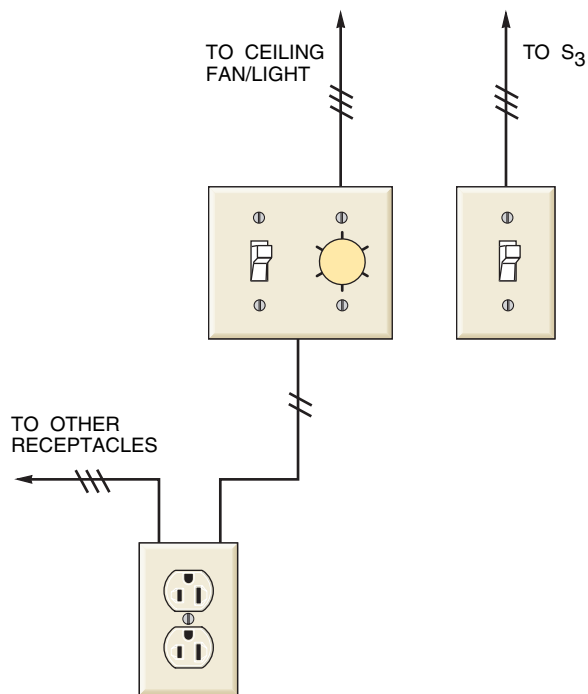 TO CEILING
FAN/LIGHT
TO S3
TO OTHER
RECEPTACLES